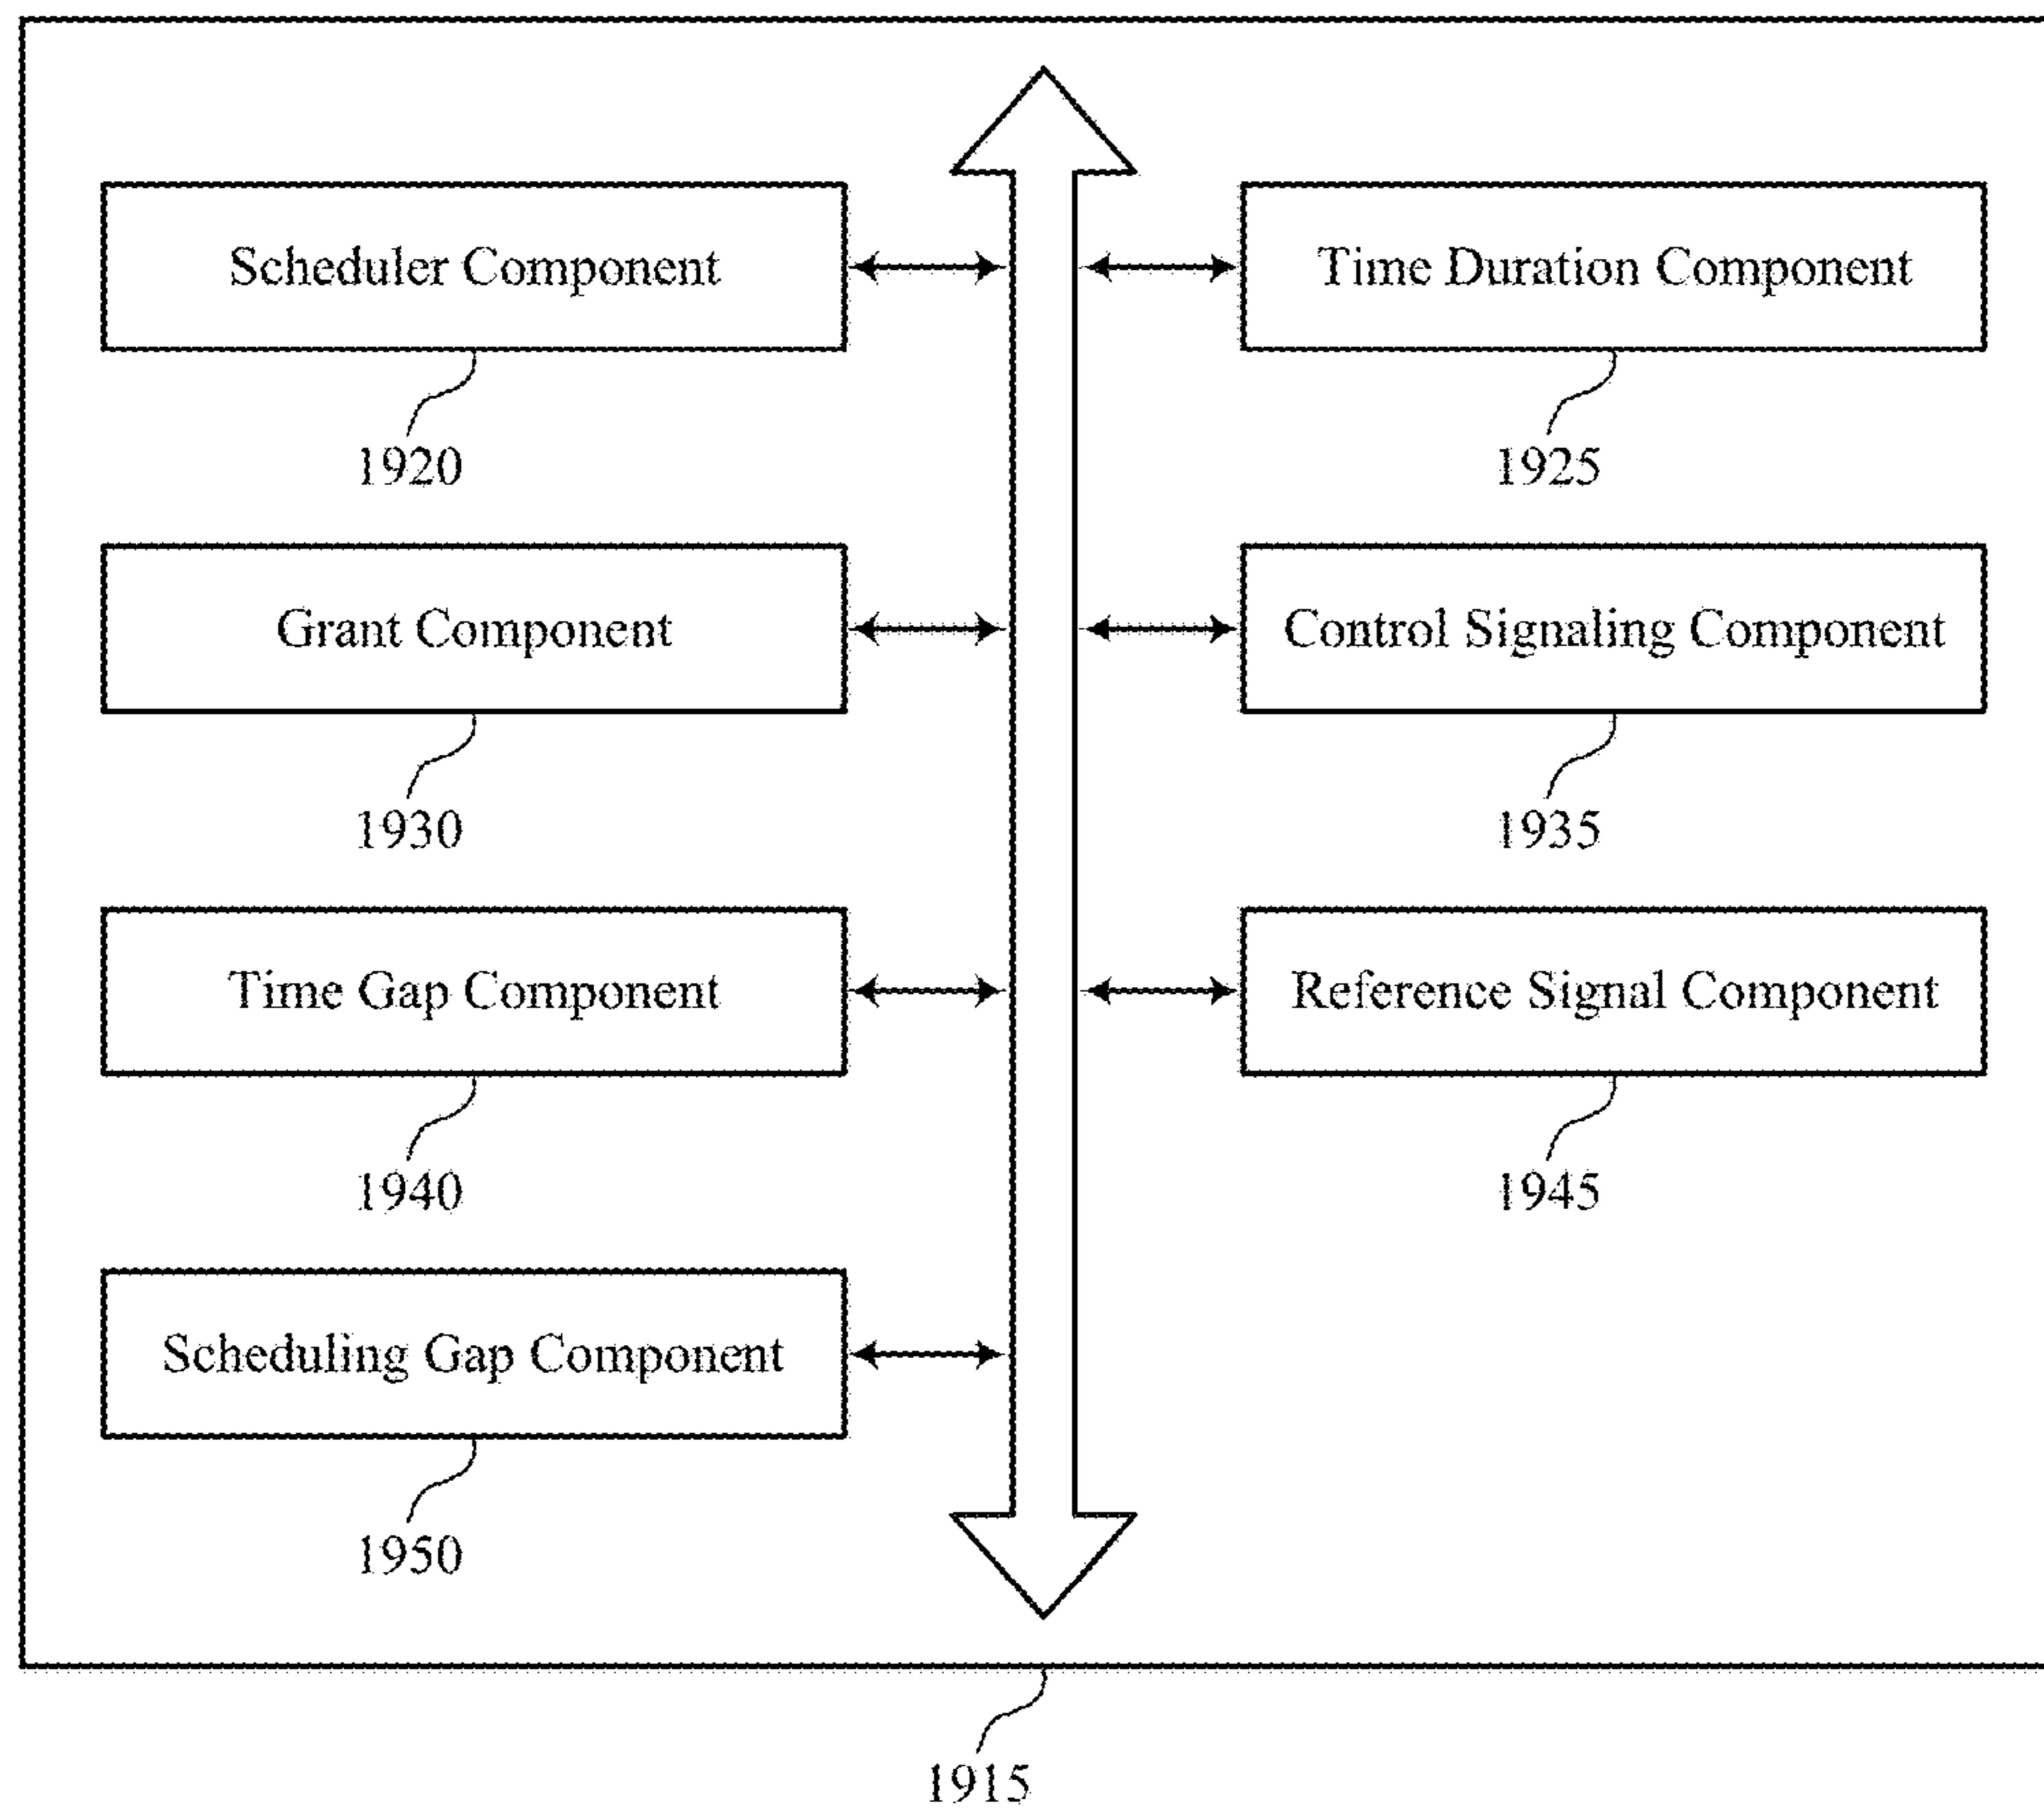 Scheduler Component
Time Duration Component
1920
1925
Grant Component
Control Signaling Component
1930
1935
Time Gap Component
Reference Signal Component
1940
1945
Scheduling Gap Component
1950
1915